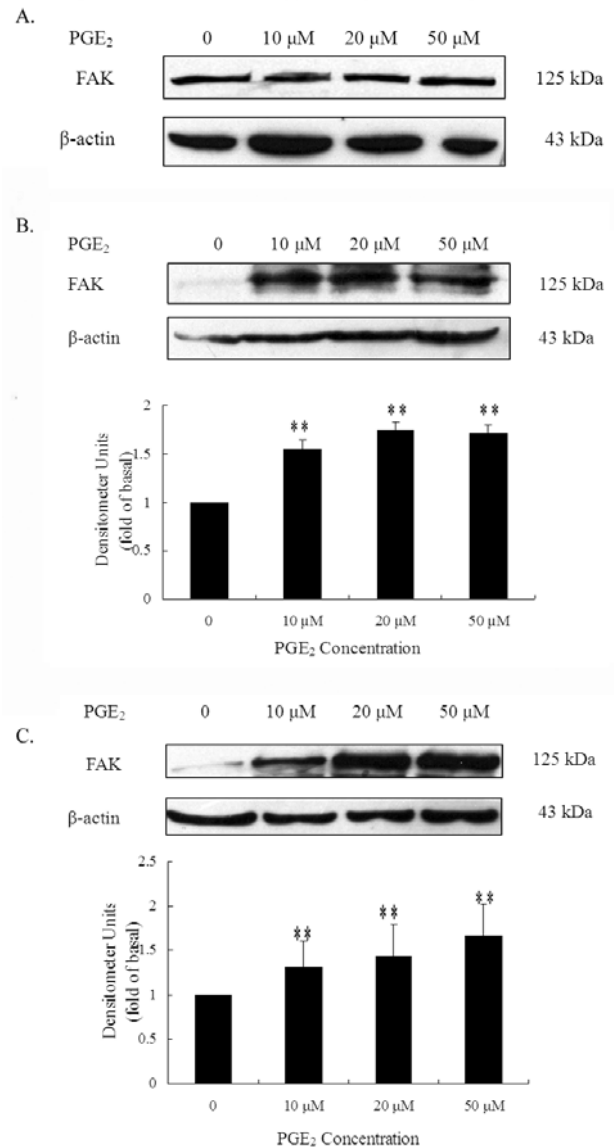 A.
PGE₂ 0 10 μM 20 μM 50 μM
FAK 125 kDa
β-actin 43 kDa
B.
PGE₂ 0 10 μM 20 μM 50 μM
FAK 125 kDa
β-actin 43 kDa
Densitometer Units
(fold of basal)
2
1.5
1
0.5
0
** ** **
0 10 μM 20 μM 50 μM
PGE₂ Concentration
C.
PGE₂ 0 10 μM 20 μM 50 μM
FAK 125 kDa
β-actin 43 kDa
Densitometer Units
(fold of basal)
2.5
2
1.5
1
0.5
0
** ** **
0 10 μM 20 μM 50 μM
PGE₂ Concentration